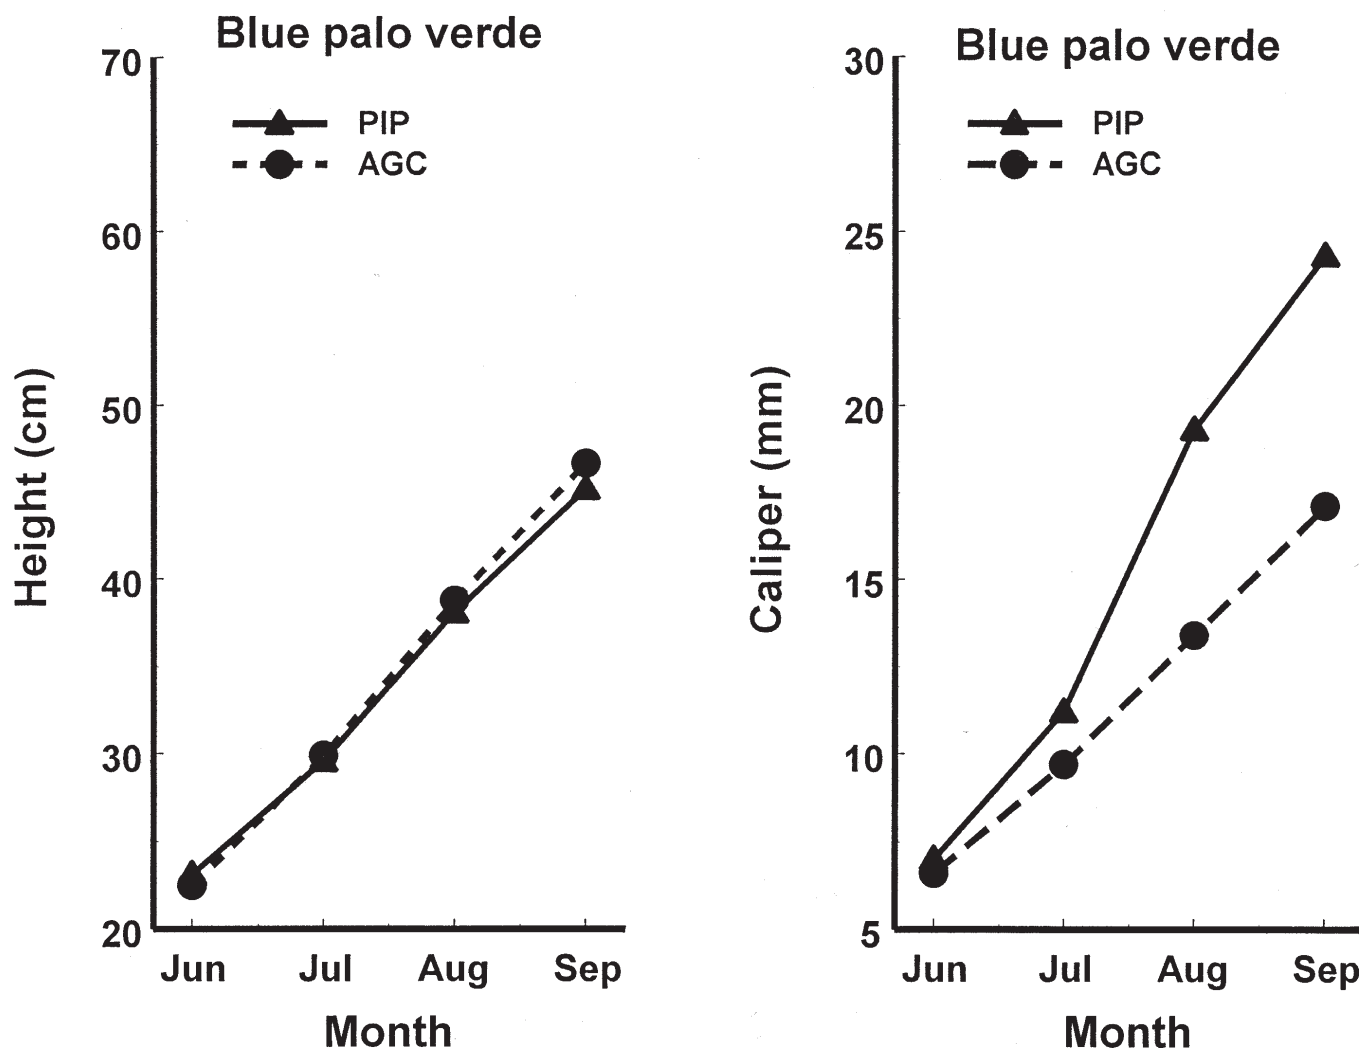 Blue palo verde
PIP
AGC
70
60
50
40
30
20
Height (cm)
Jun Jul Aug Sep
Month
Blue palo verde
PIP
AGC
30
25
20
15
10
5
Caliper (mm)
Jun Jul Aug Sep
Month